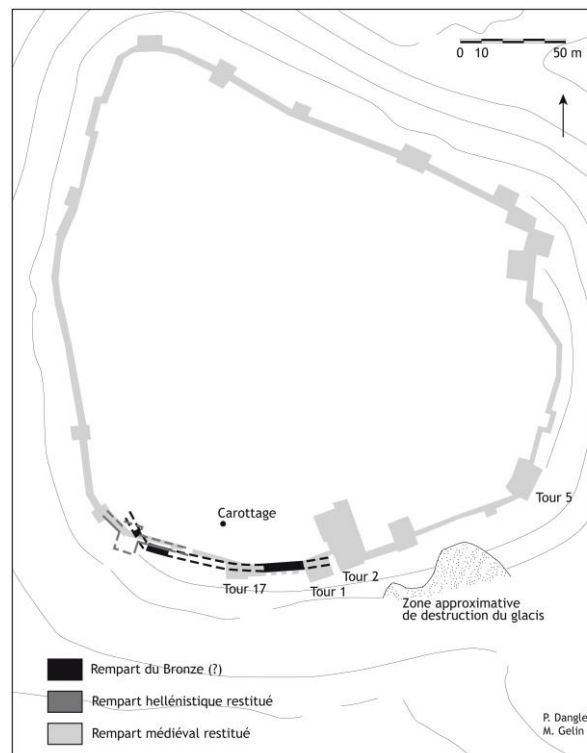 0 10 50 m
Carottage
Tour 5
Tour 17
Tour 1
Tour 2
Zone approximative
de destruction du glacis
Rempart du Bronze (?)
Rempart hellénistique restitué
Rempart médiéval restitué
P. Dangles
M. Gelin